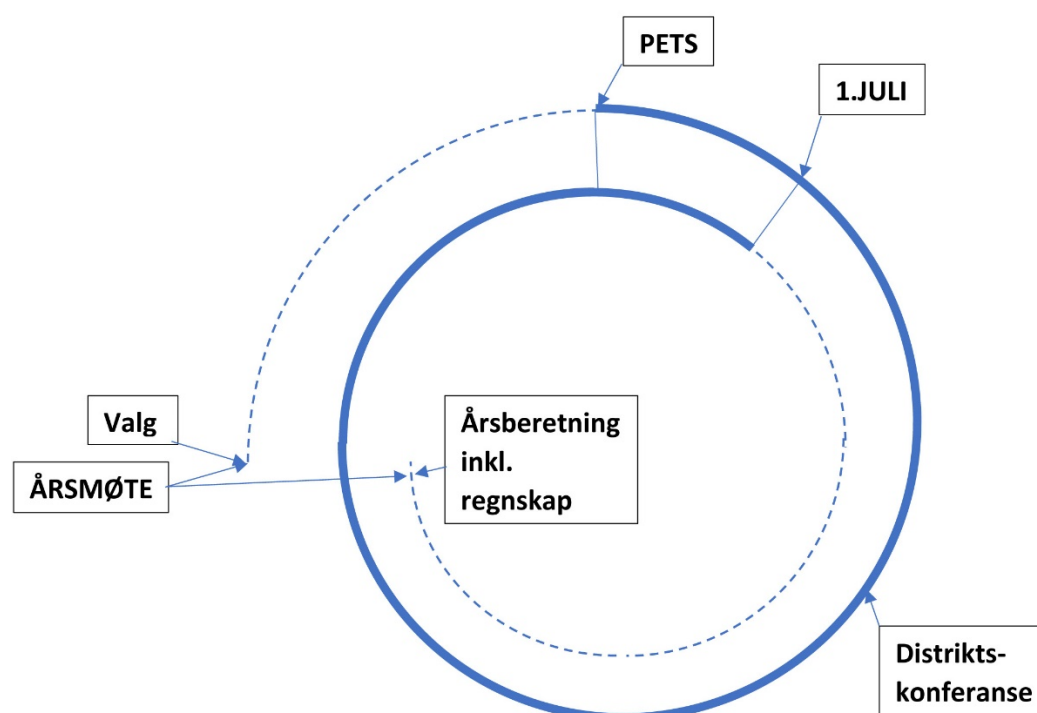 PETS
1.JULI
Valg
ÅRSMØTE
Årsberetning
inkl.
regnskap
Distrikts-
konferanse